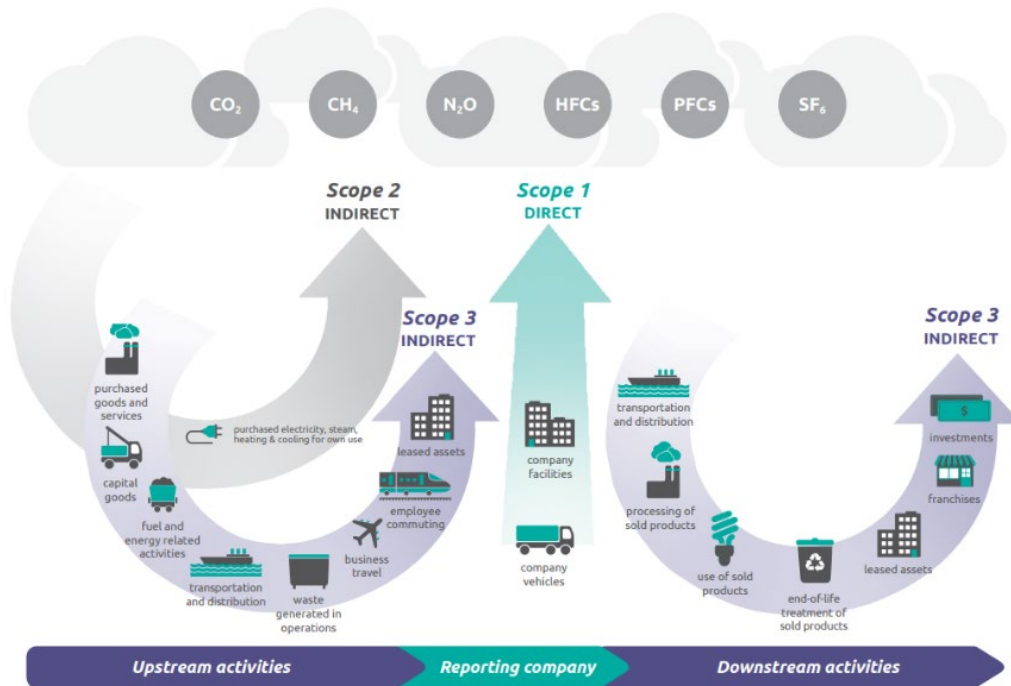 CO₂
CH₄
N₂O
HFCs
PFCs
SF₆
Scope 2
INDIRECT
Scope 1
DIRECT
Scope 3
INDIRECT
Scope 3
INDIRECT
purchased
goods and
services
capital
goods
fuel and
energy related
activities
purchased electricity, steam,
heating & cooling for own use
transportation
and distribution
waste
generated in
operations
business
travel
employee
commuting
leased assets
company
facilities
company
vehicles
transportation
and distribution
processing of
sold products
use of sold
products
end-of-life
treatment of
sold products
leased assets
franchises
$
investments
Upstream activities
Reporting company
Downstream activities